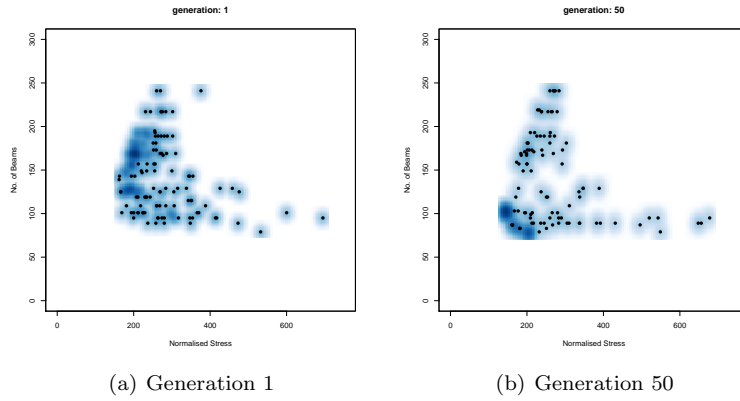 generation: 1
300
250
200
150
100
50
0
No. of Beams
0
200
400
600
Normalised Stress
(a) Generation 1
generation: 50
300
250
200
150
100
50
0
No. of Beams
0
200
400
600
Normalised Stress
(b) Generation 50